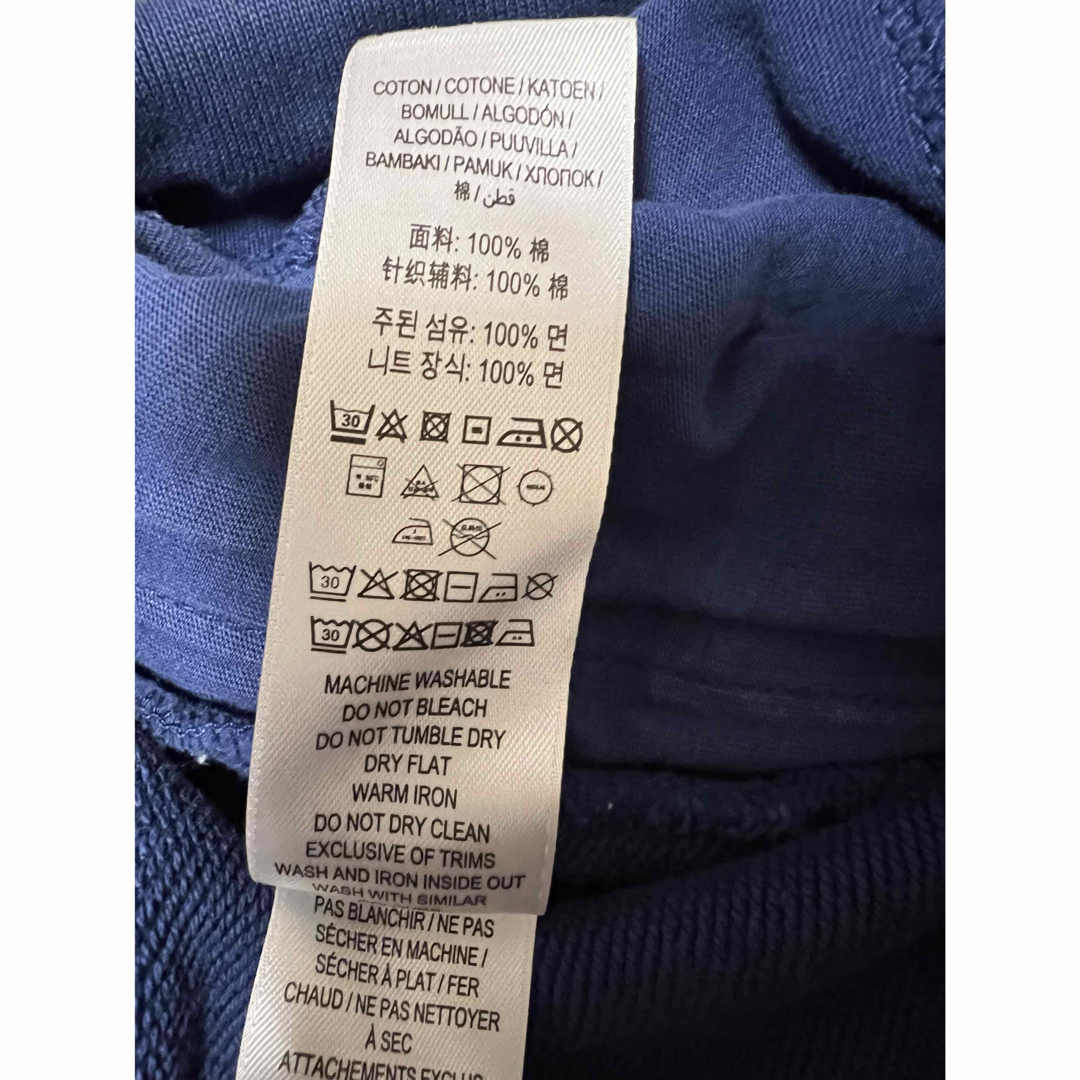 COTON / COTONE / KATOEN /
BOMULL / ALGODÓN /
ALGODÃO / PUUVILLA /
BAMBAKI / PAMUK / ХЛОПОК /
棉 / قطن
面料: 100% 棉
针织辅料: 100% 棉
주된 섬유: 100% 면
니트 장식: 100% 면
30
30
30
MACHINE WASHABLE
DO NOT BLEACH
DO NOT TUMBLE DRY
DRY FLAT
WARM IRON
DO NOT DRY CLEAN
EXCLUSIVE OF TRIMS
WASH AND IRON INSIDE OUT
WASH WITH SIMILAR
PAS BLANCHIR / NE PAS
SÉCHER EN MACHINE /
SÉCHER À PLAT / FER
CHAUD / NE PAS NETTOYER
À SEC
ATTACHEMENTS